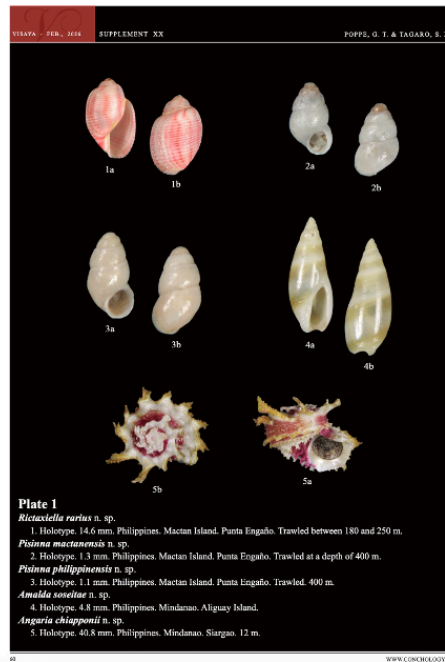 VISAYA - FEB., 2006 SUPPLEMENT XX POPPE, G. T. & TAGARO, S.
1a
1b
2a
2b
3a
3b
4a
4b
5b
5a
Plate 1
Rictaxiella rarius n. sp.
1. Holotype. 14.6 mm. Philippines. Mactan Island. Punta Engaño. Trawled between 180 and 250 m.
Pisinna mactanensis n. sp.
2. Holotype. 1.3 mm. Philippines. Mactan Island. Punta Engaño. Trawled at a depth of 400 m.
Pisinna philippinensis n. sp.
3. Holotype. 1.1 mm. Philippines. Mactan Island. Punta Engaño. Trawled. 400 m.
Amalda soseitae n. sp.
4. Holotype. 4.8 mm. Philippines. Mindanao. Aliguay Island.
Angaria chiapponii n. sp.
5. Holotype. 40.8 mm. Philippines. Mindanao. Siargao. 12 m.
WWW.CONCHOLOGY